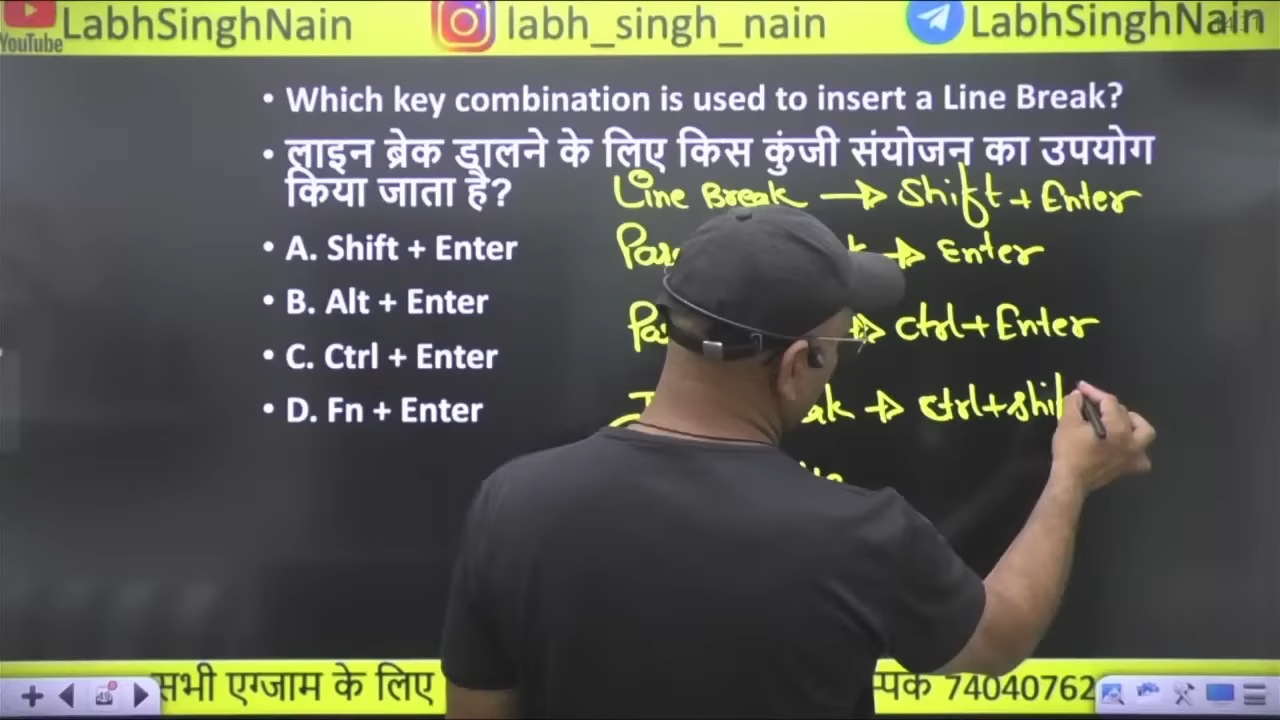 YouTube LabhSinghNain labh_singh_nain LabhSinghNain
• Which key combination is used to insert a Line Break?
• लाइन ब्रेक डालने के लिए किस कुंजी संयोजन का उपयोग
किया जाता है?
Line Break → Shift + Enter
• A. Shift + Enter
→ Enter
• B. Alt + Enter
→ Ctrl + Enter
• C. Ctrl + Enter
→ Ctrl + Shif
• D. Fn + Enter
सभी एग्जाम के लिए 74040762